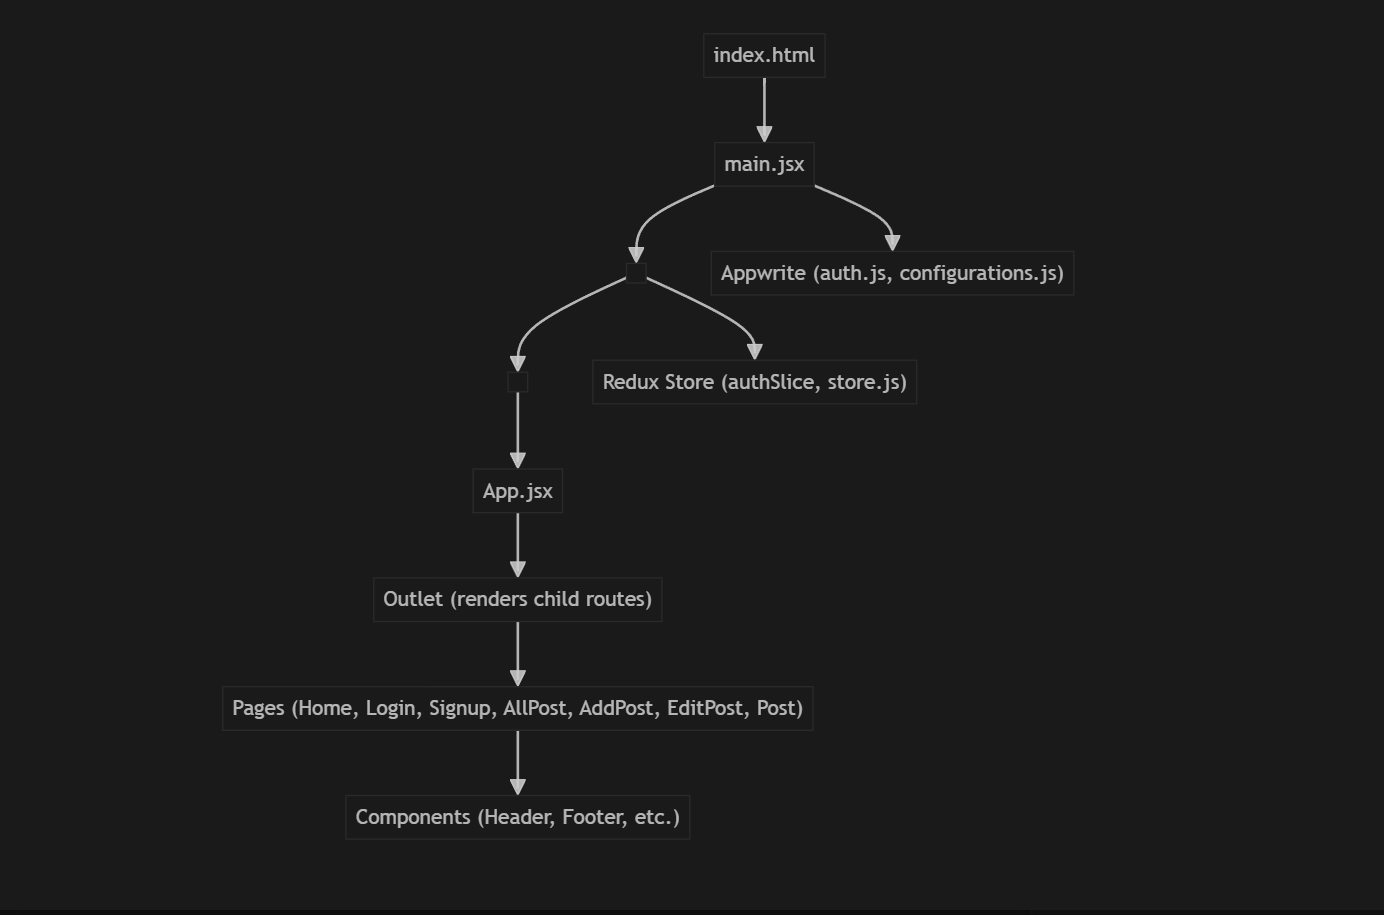 index.html
main.jsx
Appwrite (auth.js, configurations.js)
Redux Store (authSlice, store.js)
App.jsx
Outlet (renders child routes)
Pages (Home, Login, Signup, AllPost, AddPost, EditPost, Post)
Components (Header, Footer, etc.)